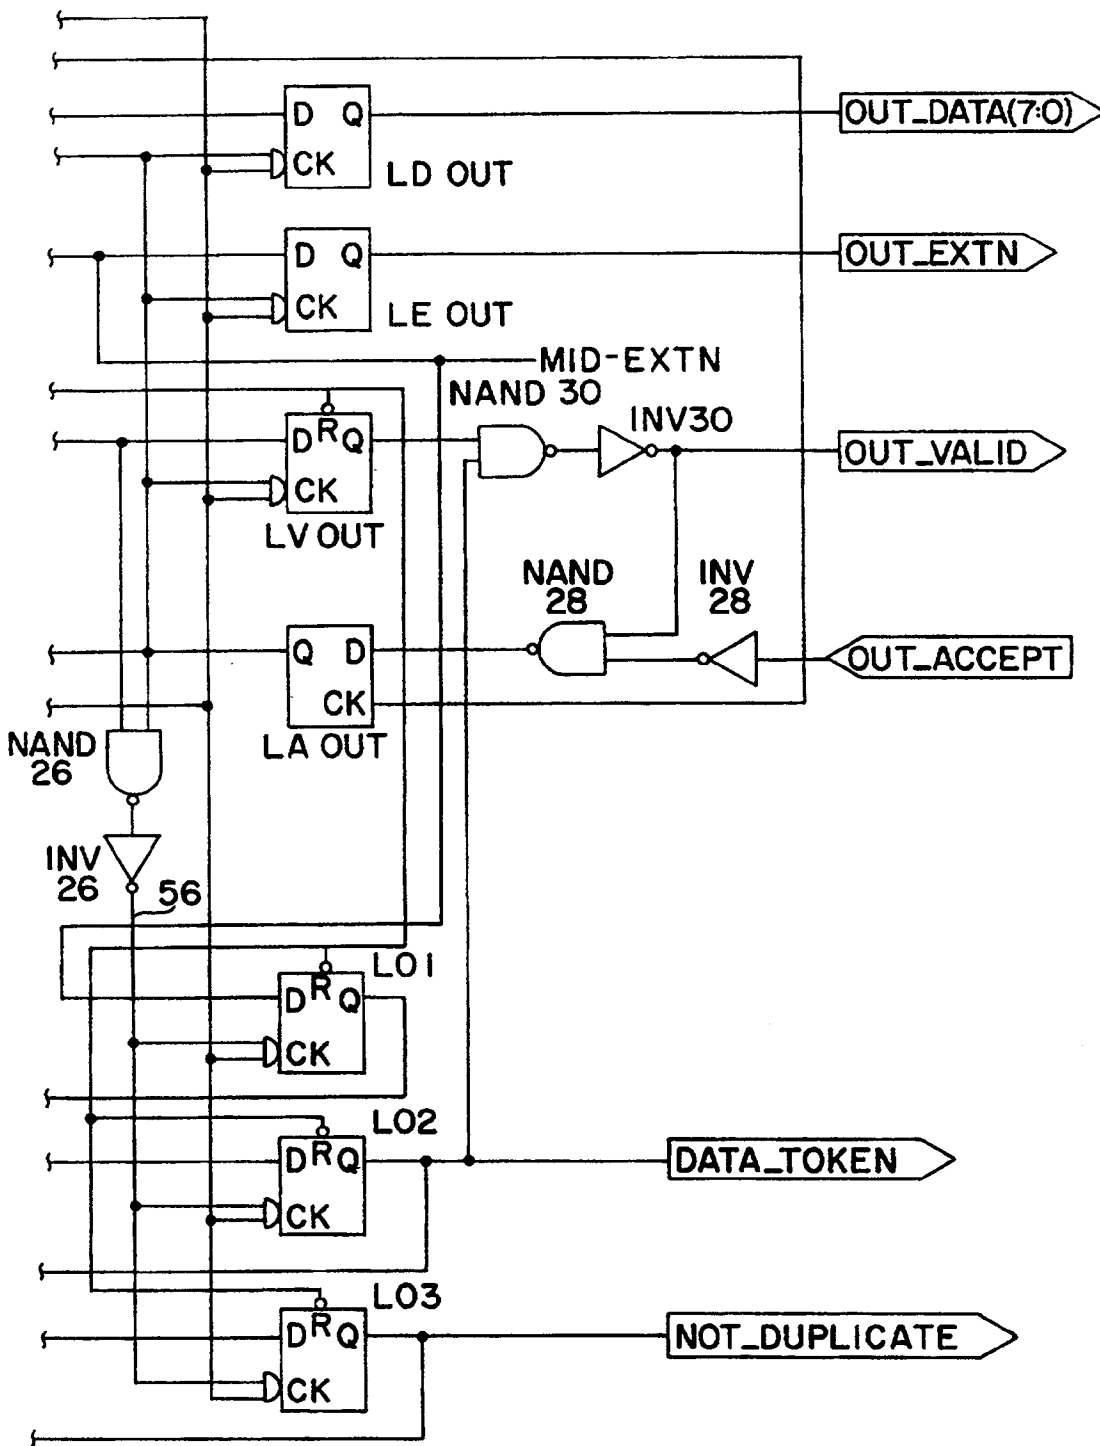 D Q
CK
LD OUT
OUT_DATA(7:0)
D Q
CK
LE OUT
OUT_EXTN
MID-EXTN
NAND 30
D R Q
CK
LV OUT
INV30
OUT_VALID
NAND
28
INV
28
Q D
CK
LA OUT
OUT_ACCEPT
NAND
26
INV
26
56
LO1
D R Q
CK
LO2
D R Q
CK
DATA_TOKEN
LO3
D R Q
CK
NOT_DUPLICATE